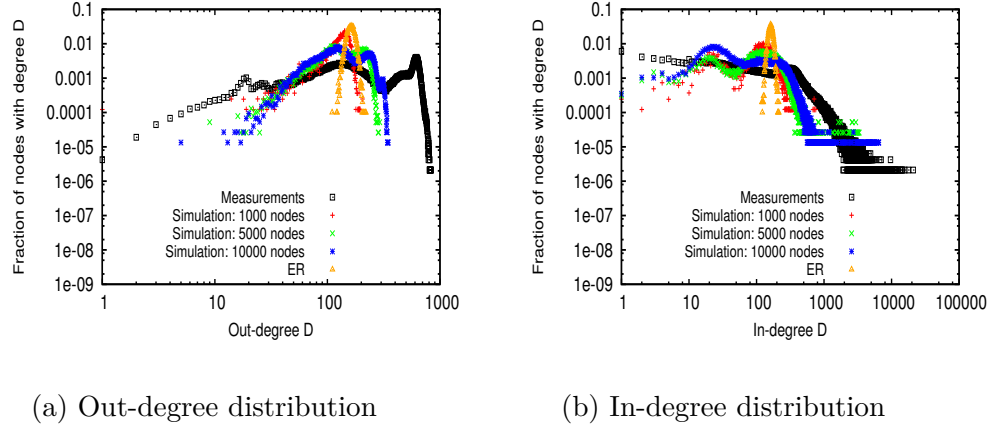 0.1
0.01
0.001
0.0001
1e-05
1e-06
1e-07
1e-08
1e-09
1
10
100
1000
Fraction of nodes with degree D
Out-degree D
Measurements
Simulation: 1000 nodes
Simulation: 5000 nodes
Simulation: 10000 nodes
ER
(a) Out-degree distribution
0.1
0.01
0.001
0.0001
1e-05
1e-06
1e-07
1e-08
1e-09
1
10
100
1000
10000
100000
Fraction of nodes with degree D
In-degree D
Measurements
Simulation: 1000 nodes
Simulation: 5000 nodes
Simulation: 10000 nodes
ER
(b) In-degree distribution